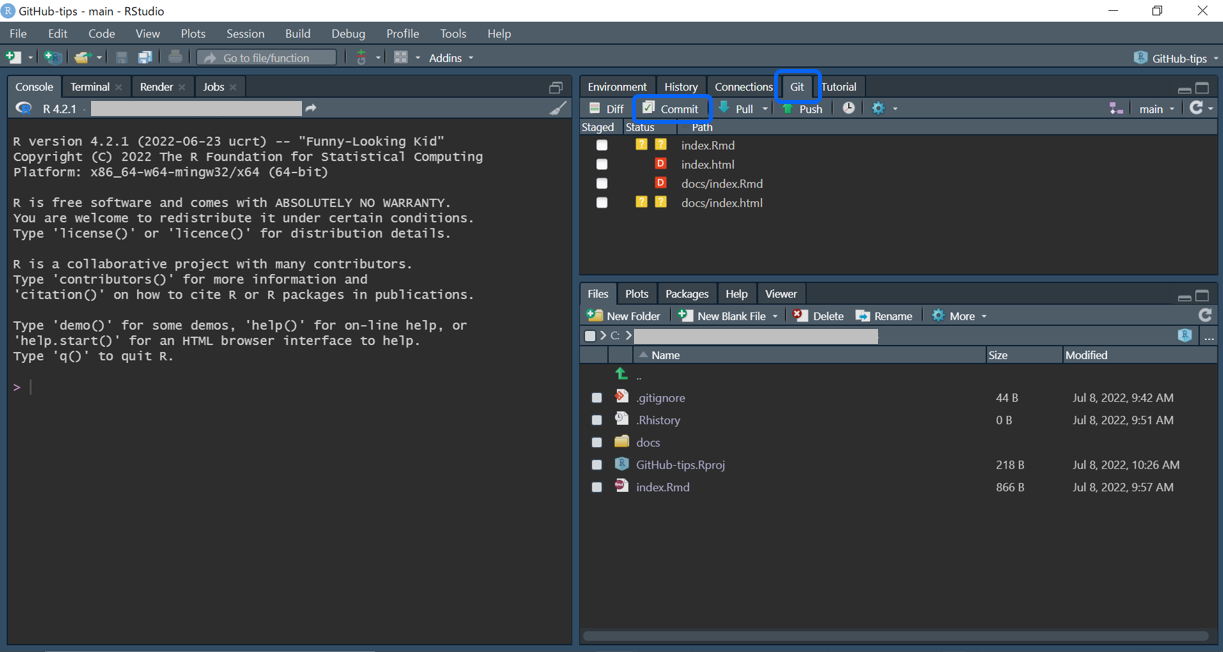 GitHub-tips - main - RStudio
File Edit Code View Plots Session Build Debug Profile Tools Help
Go to file/function Addins GitHub-tips
Console Terminal Render Jobs
R 4.2.1 ·
R version 4.2.1 (2022-06-23 ucrt) -- "Funny-Looking Kid"
Copyright (C) 2022 The R Foundation for Statistical Computing
Platform: x86_64-w64-mingw32/x64 (64-bit)
R is free software and comes with ABSOLUTELY NO WARRANTY.
You are welcome to redistribute it under certain conditions.
Type 'license()' or 'licence()' for distribution details.
R is a collaborative project with many contributors.
Type 'contributors()' for more information and
'citation()' on how to cite R or R packages in publications.
Type 'demo()' for some demos, 'help()' for on-line help, or
'help.start()' for an HTML browser interface to help.
Type 'q()' to quit R.
>
Environment History Connections Git Tutorial
Diff Commit Pull Push main
Staged Status Path
? ? index.Rmd
D index.html
D docs/index.Rmd
? ? docs/index.html
Files Plots Packages Help Viewer
New Folder New Blank File Delete Rename More
C: ...
Name Size Modified
..
.gitignore 44 B Jul 8, 2022, 9:42 AM
.Rhistory 0 B Jul 8, 2022, 9:51 AM
docs
GitHub-tips.Rproj 218 B Jul 8, 2022, 10:26 AM
index.Rmd 866 B Jul 8, 2022, 9:57 AM